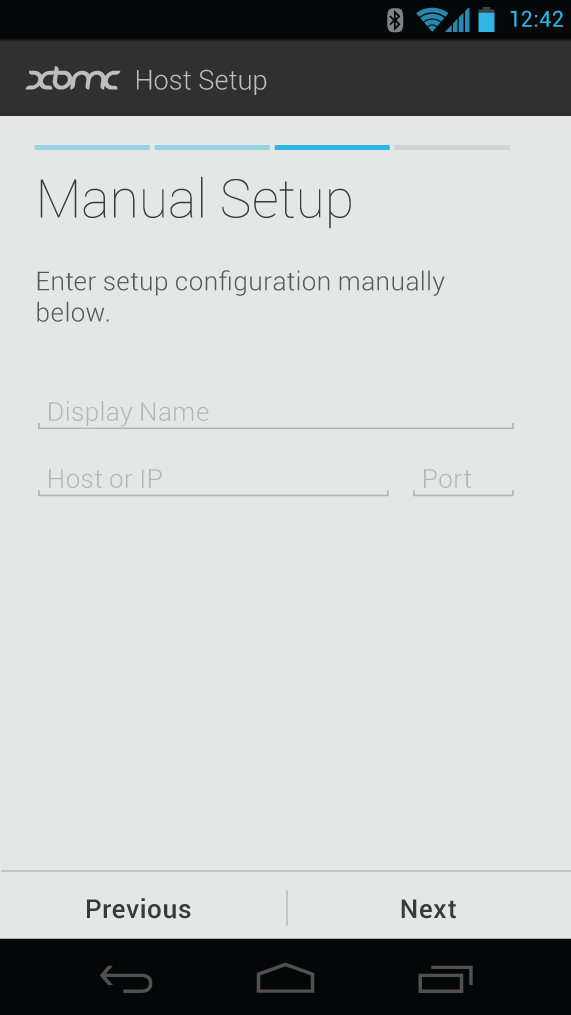 12:42
xbmc Host Setup
Manual Setup
Enter setup configuration manually
below.
Display Name
Host or IP Port
Previous Next